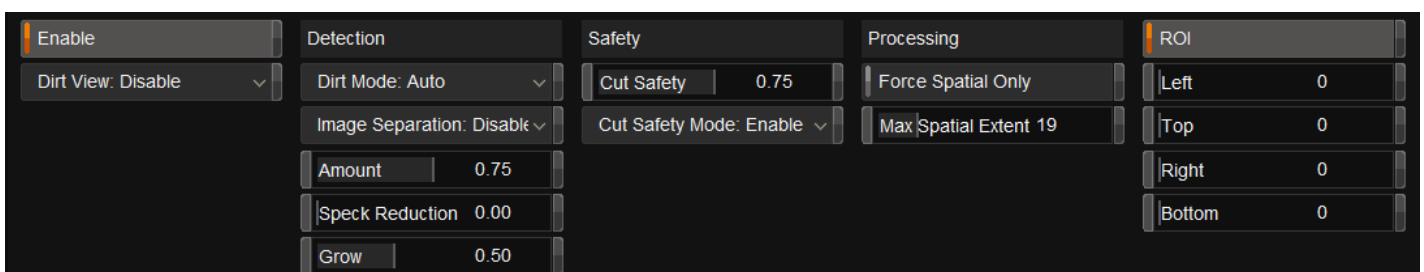 Enable
Dirt View: Disable
Detection
Dirt Mode: Auto
Image Separation: Disable
Amount 0.75
Speck Reduction 0.00
Grow 0.50
Safety
Cut Safety 0.75
Cut Safety Mode: Enable
Processing
Force Spatial Only
Max Spatial Extent 19
ROI
Left 0
Top 0
Right 0
Bottom 0